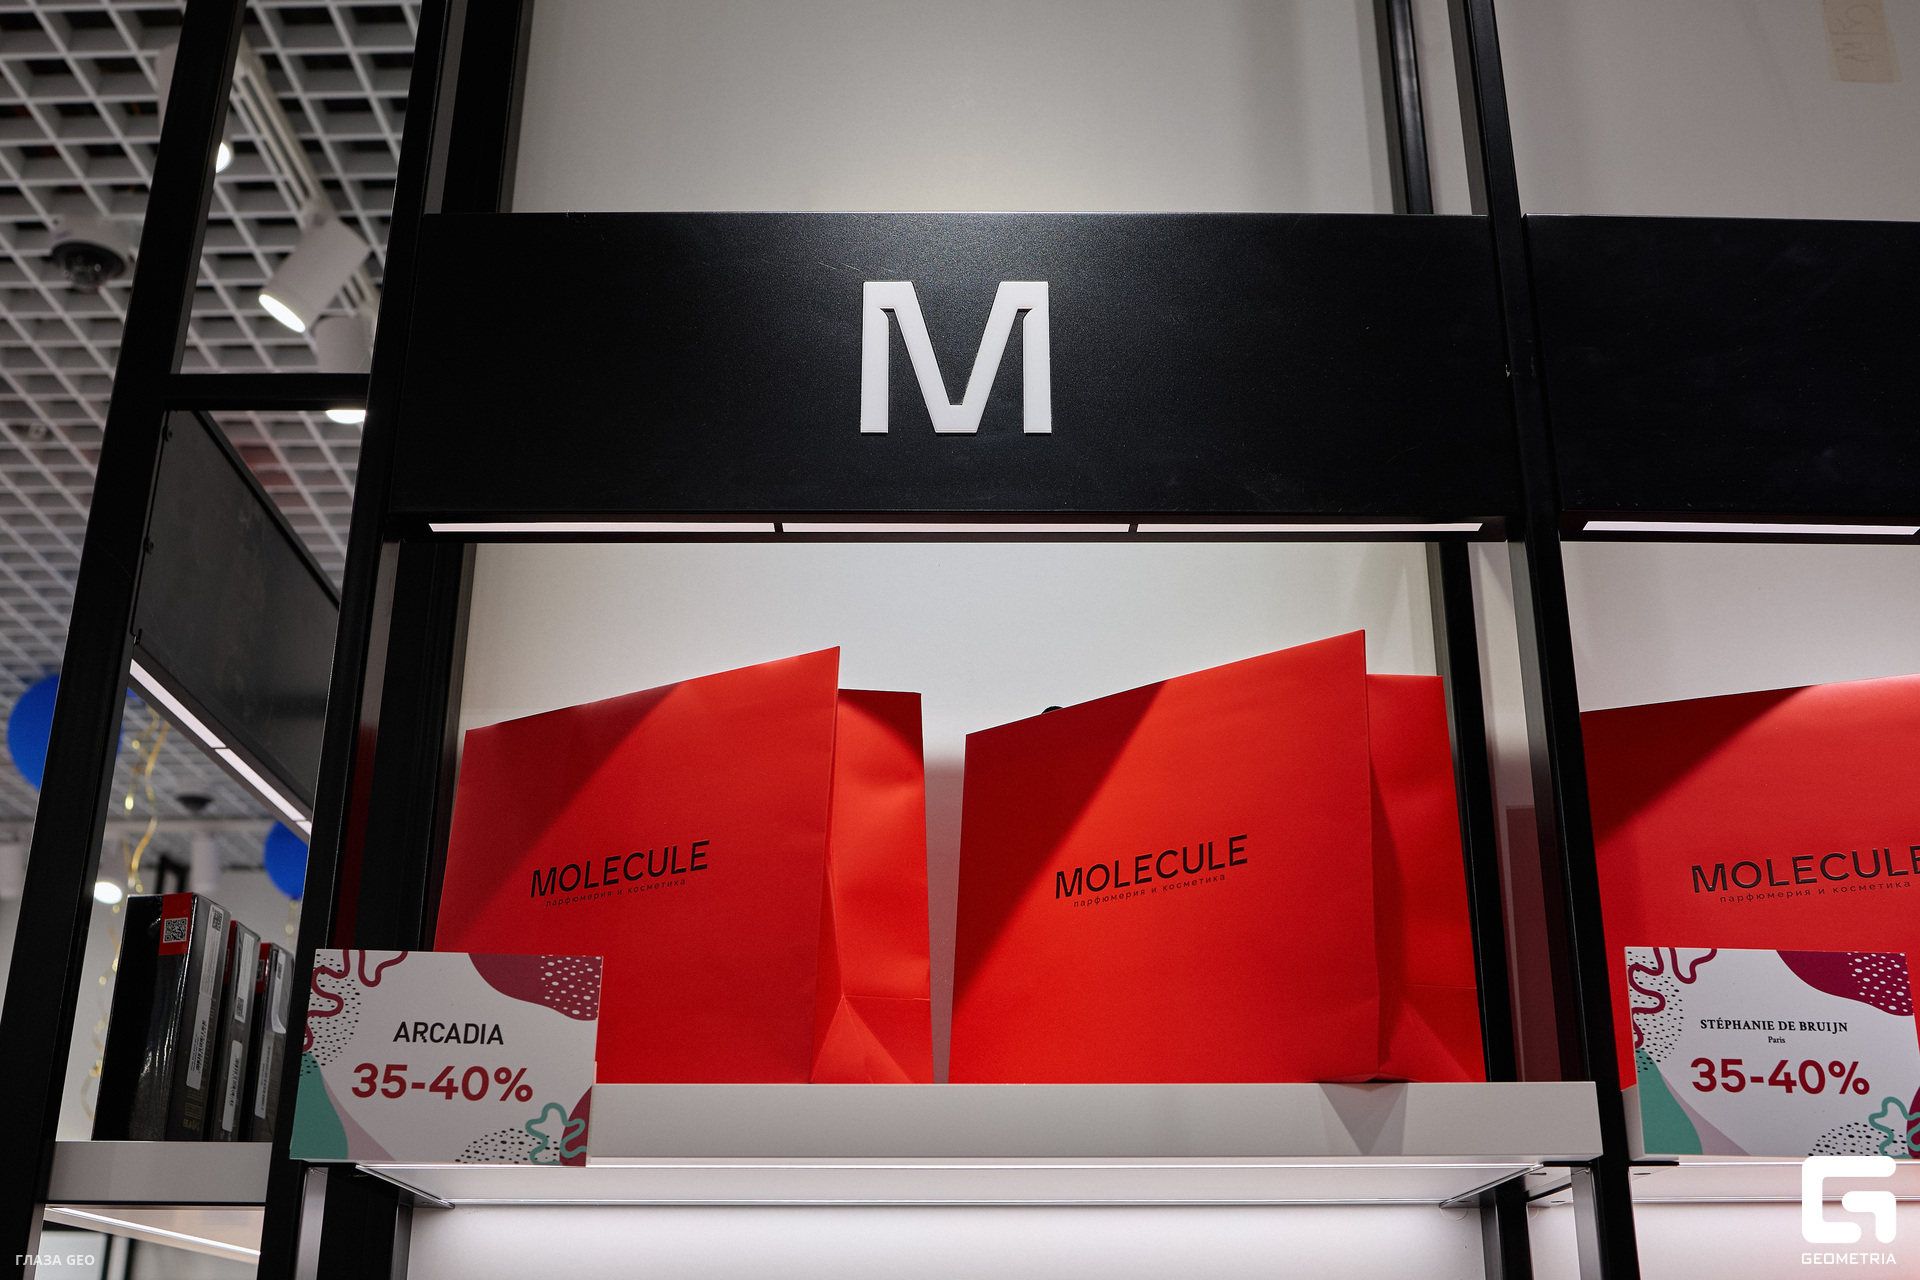 M
MOLECULE
парфюмерия и косметика
MOLECULE
парфюмерия и косметика
MOLECULE
парфюмерия и косметика
ARCADIA
35-40%
STÉPHANIE DE BRUIJN
Paris
35-40%
ГЛАЗА GEO
GEOMETRIA